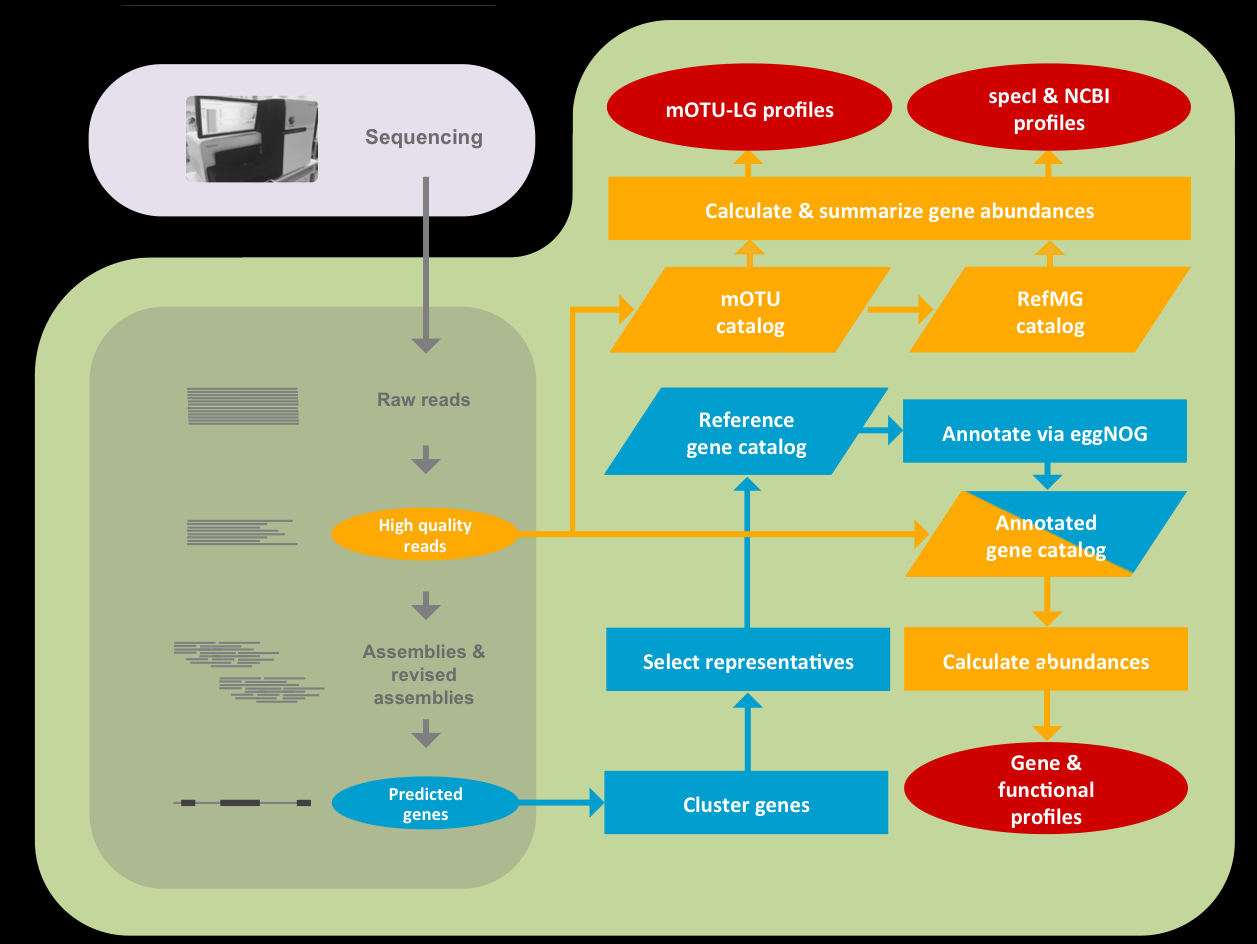 Sequencing
Raw reads
High quality
reads
Assemblies &
revised
assemblies
Predicted
genes
mOTU-LG profiles
specI & NCBI
profiles
Calculate & summarize gene abundances
mOTU
catalog
RefMG
catalog
Reference
gene catalog
Annotate via eggNOG
Annotated
gene catalog
Select representatives
Calculate abundances
Cluster genes
Gene &
functional
profiles